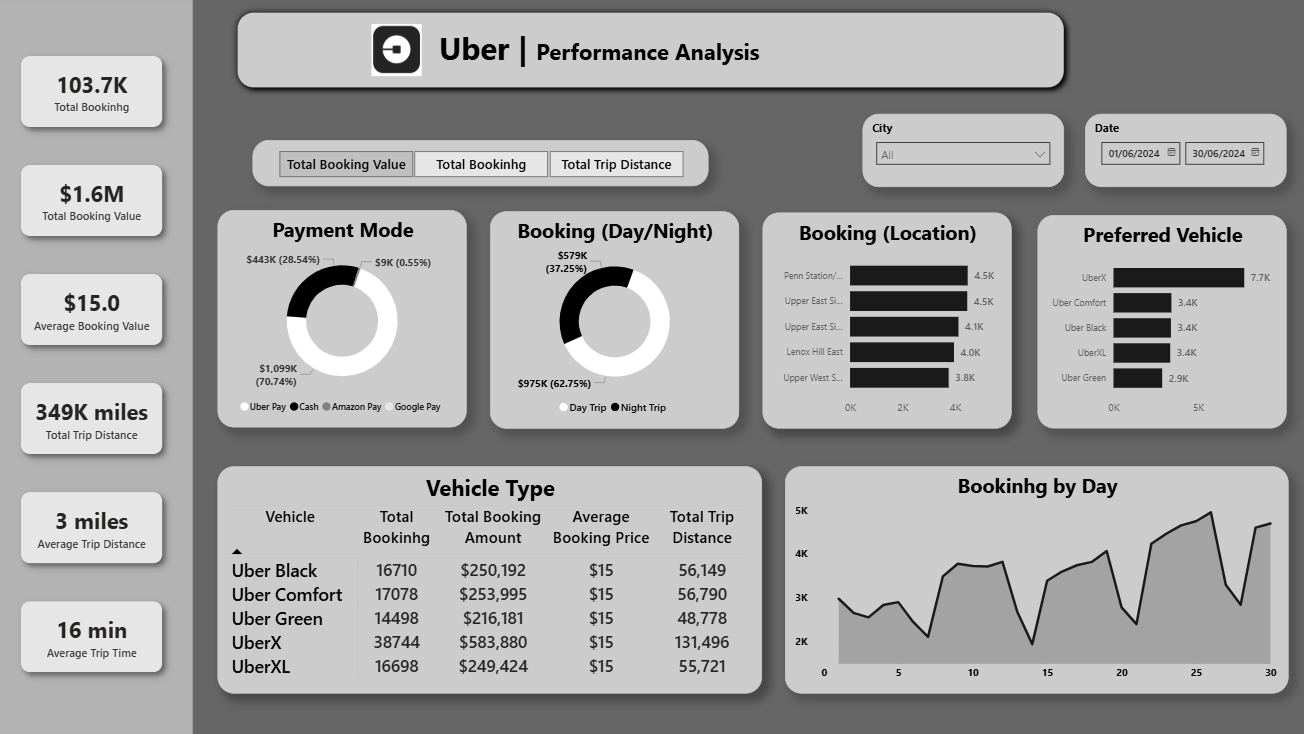 Uber | Performance Analysis
103.7K
Total Bookinhg
$1.6M
Total Booking Value
$15.0
Average Booking Value
349K miles
Total Trip Distance
3 miles
Average Trip Distance
16 min
Average Trip Time
Total Booking Value Total Bookinhg Total Trip Distance
City
All
Date
01/06/2024 30/06/2024
Payment Mode
$443K (28.54%) $9K (0.55%)
$1,099K
(70.74%)
Uber Pay Cash Amazon Pay Google Pay
Booking (Day/Night)
$579K
(37.25%)
$975K (62.75%)
Day Trip Night Trip
Booking (Location)
Penn Station/... 4.5K
Upper East Si... 4.5K
Upper East Si... 4.1K
Lenox Hill East 4.0K
Upper West S... 3.8K
0K 2K 4K
Preferred Vehicle
UberX 7.7K
Uber Comfort 3.4K
Uber Black 3.4K
UberXL 3.4K
Uber Green 2.9K
0K 5K
Vehicle Type
Vehicle Total Bookinhg Total Booking Amount Average Booking Price Total Trip Distance
Uber Black 16710 $250,192 $15 56,149
Uber Comfort 17078 $253,995 $15 56,790
Uber Green 14498 $216,181 $15 48,778
UberX 38744 $583,880 $15 131,496
UberXL 16698 $249,424 $15 55,721
Bookinhg by Day
5K
4K
3K
2K
0 5 10 15 20 25 30